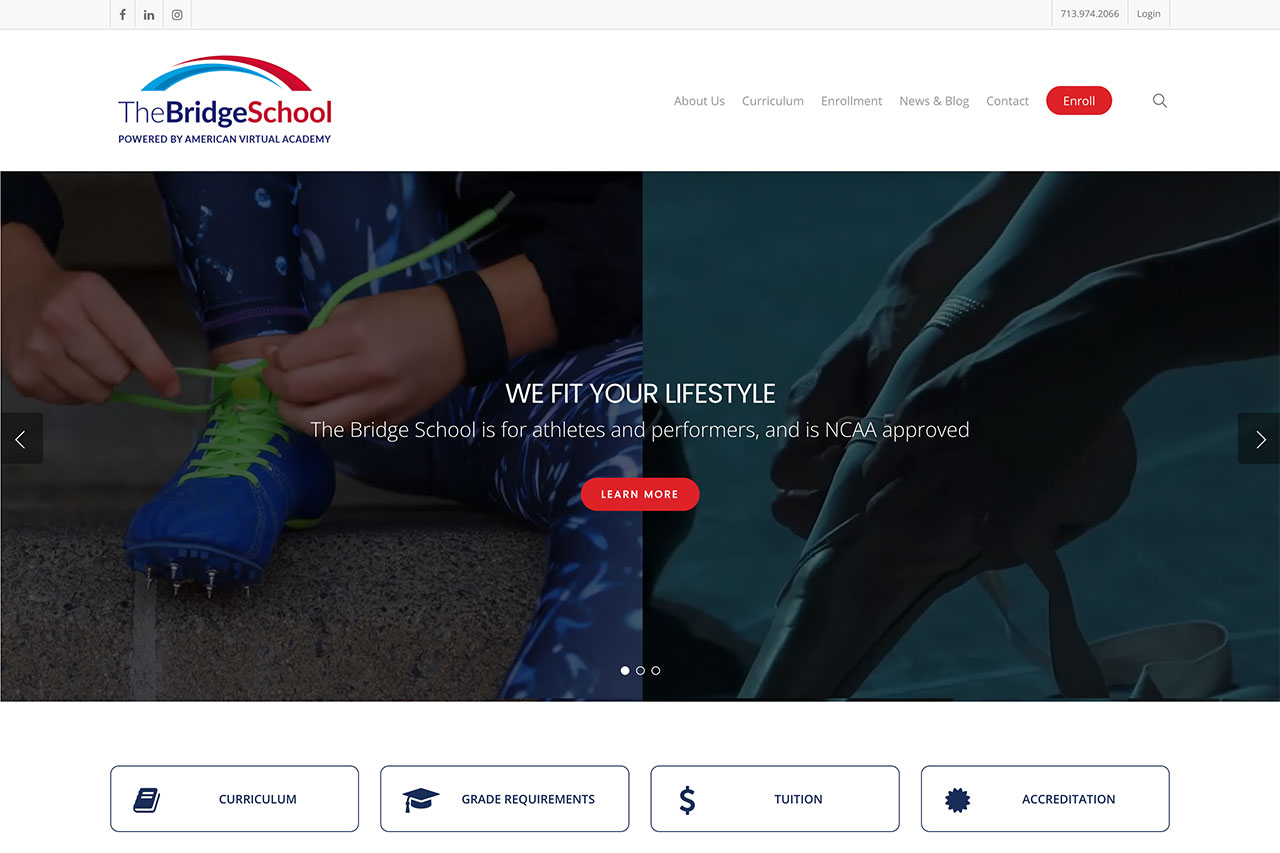 713.974.2066
Login
TheBridgeSchool
POWERED BY AMERICAN VIRTUAL ACADEMY
About Us
Curriculum
Enrollment
News & Blog
Contact
Enroll
WE FIT YOUR LIFESTYLE
The Bridge School is for athletes and performers, and is NCAA approved
LEARN MORE
CURRICULUM
GRADE REQUIREMENTS
TUITION
ACCREDITATION